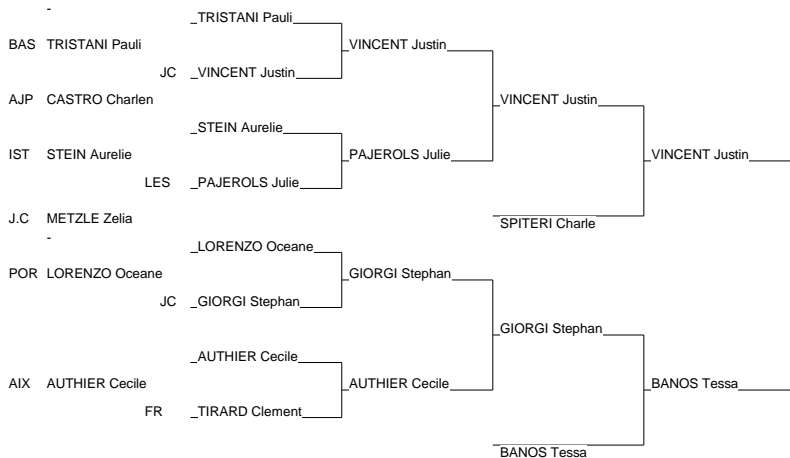 -
_TRISTANI Pauli
BAS TRISTANI Pauli VINCENT Justin
JC _VINCENT Justin
AJP CASTRO Charlen VINCENT Justin
_STEIN Aurelie
IST STEIN Aurelie PAJEROLS Julie VINCENT Justin
LES _PAJEROLS Julie
J.C METZLE Zelia SPITERI Charle
-
_LORENZO Oceane
POR LORENZO Oceane GIORGI Stephan
JC _GIORGI Stephan
GIORGI Stephan
_AUTHIER Cecile
AIX AUTHIER Cecile AUTHIER Cecile BANOS Tessa
FR _TIRARD Clement
BANOS Tessa